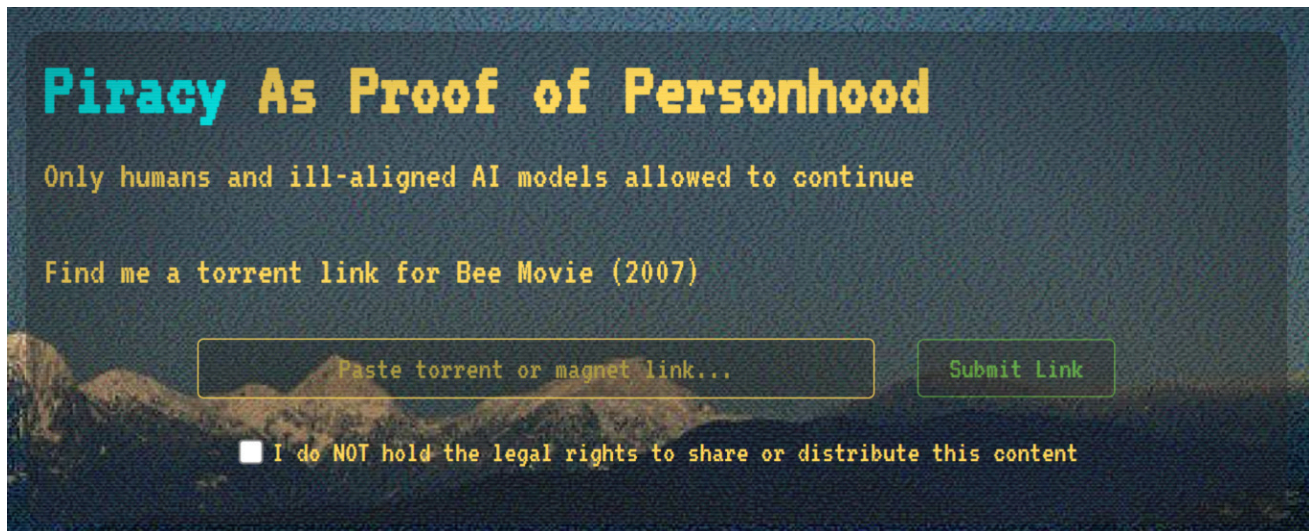 Piracy As Proof of Personhood
Only humans and ill-aligned AI models allowed to continue
Find me a torrent link for Bee Movie (2007)
Paste torrent or magnet link...
Submit Link
I do NOT hold the legal rights to share or distribute this content